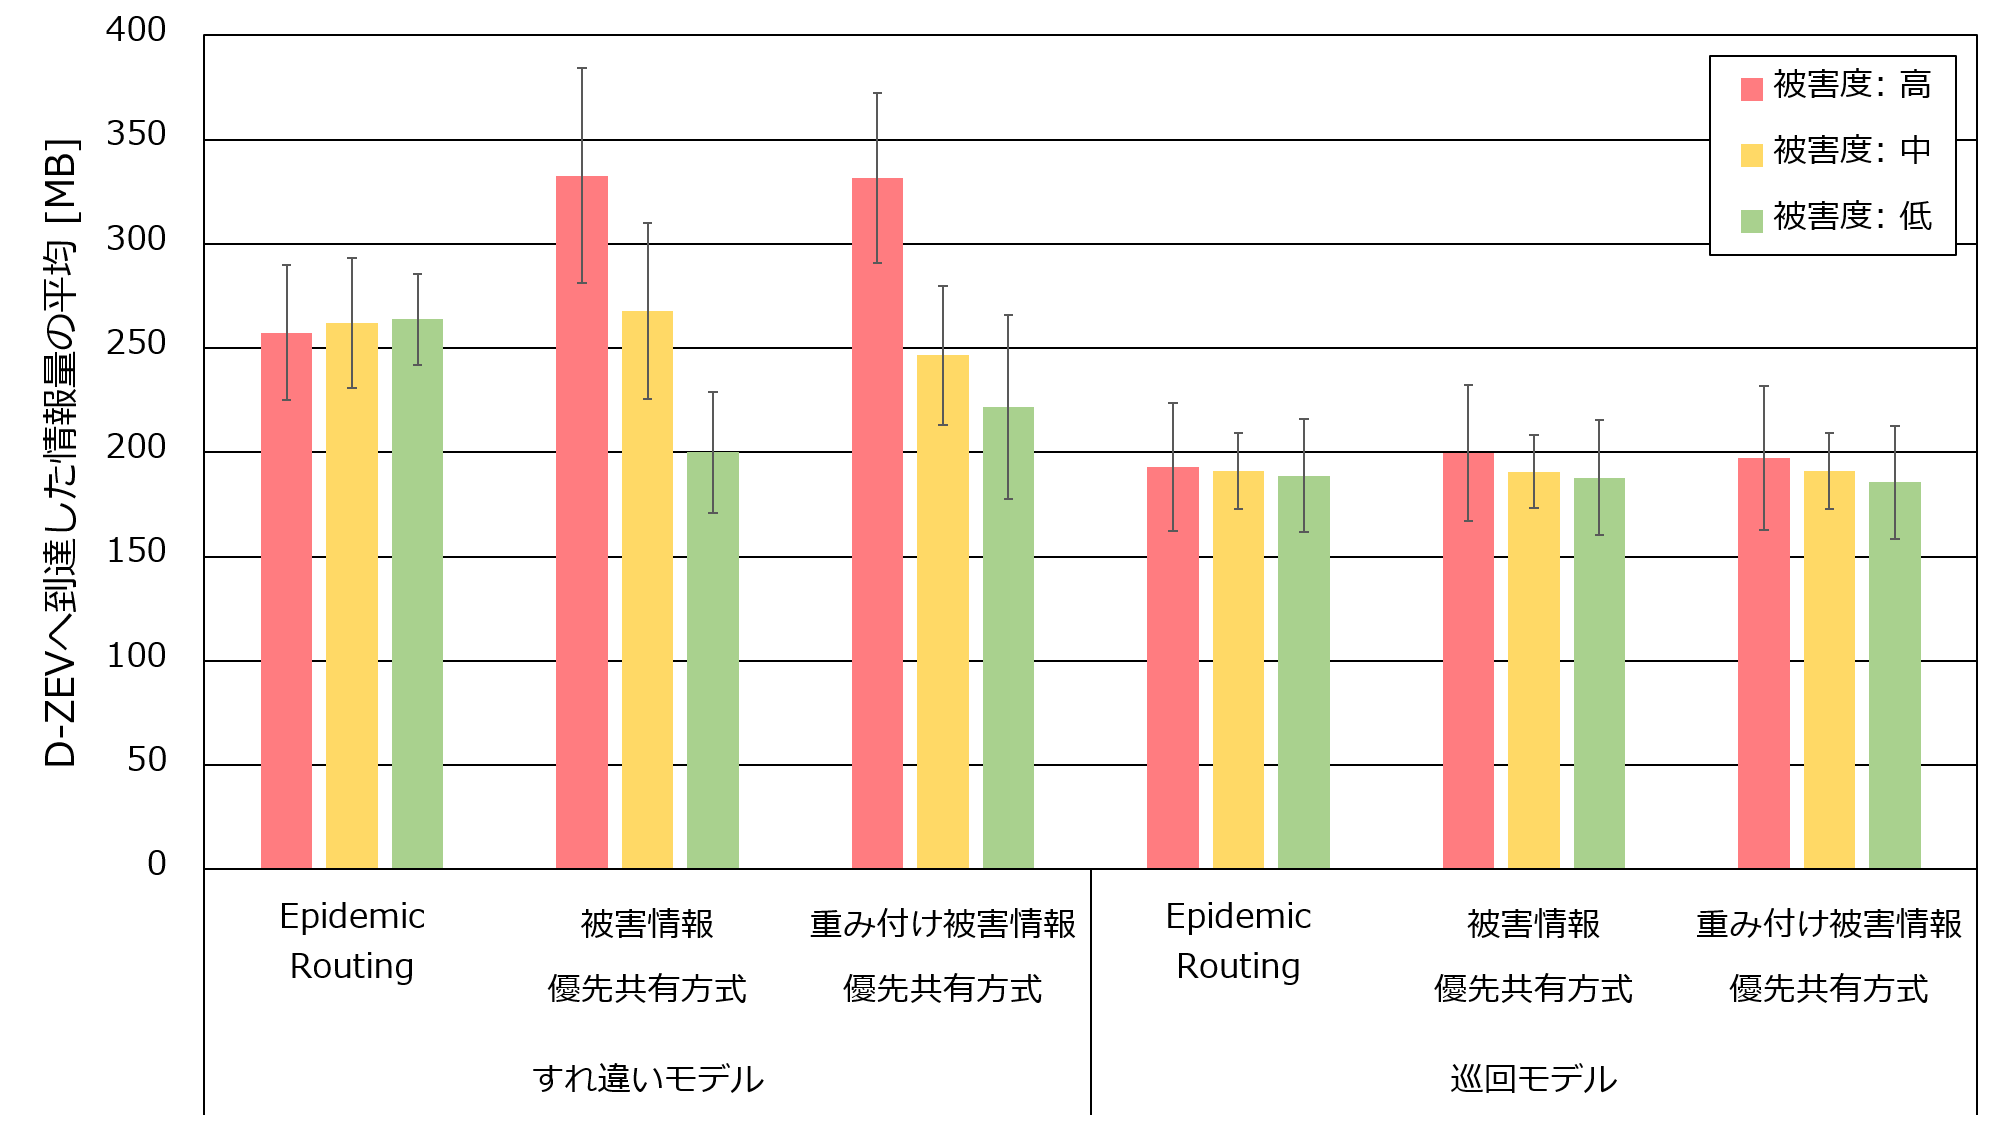 D-ZEVへ到達した情報量の平均 [MB]
400
350
300
250
200
150
100
50
0
被害度: 高
被害度: 中
被害度: 低
Epidemic
Routing
被害情報
優先共有方式
重み付け被害情報
優先共有方式
Epidemic
Routing
被害情報
優先共有方式
重み付け被害情報
優先共有方式
すれ違いモデル
巡回モデル